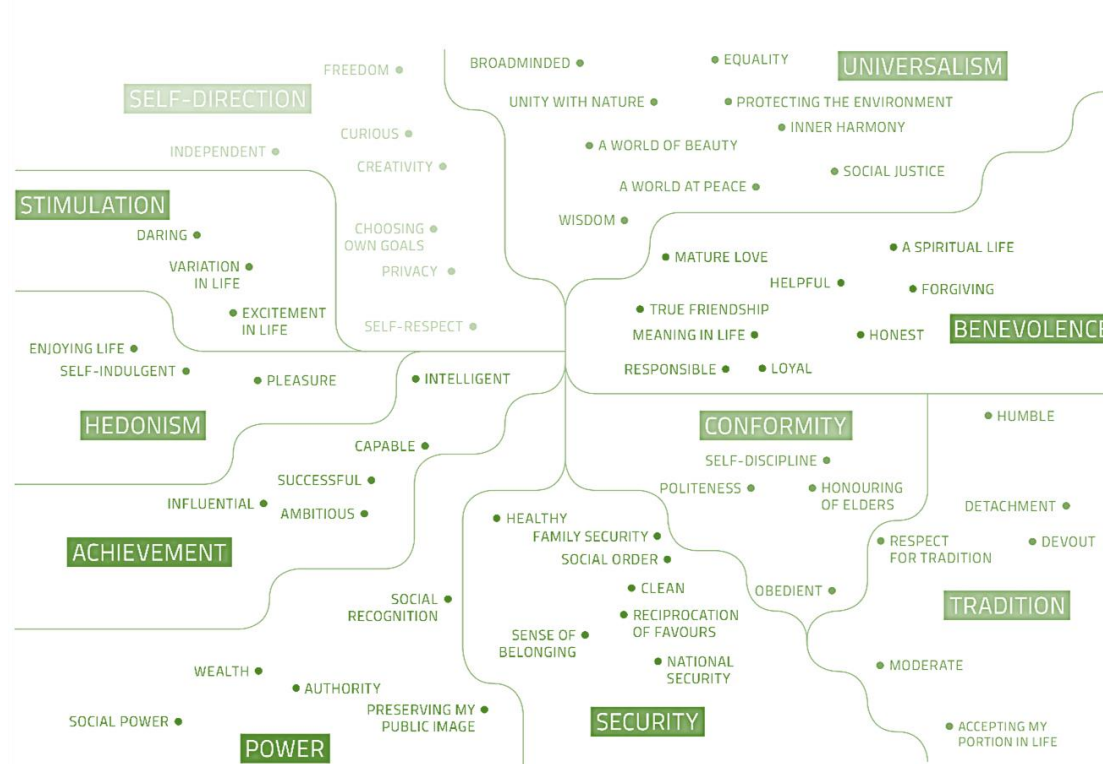 FREEDOM
SELF-DIRECTION
CURIOUS
INDEPENDENT
CREATIVITY
CHOOSING
OWN GOALS
PRIVACY
SELF-RESPECT
BROADMINDED
EQUALITY
UNIVERSALISM
UNITY WITH NATURE
PROTECTING THE ENVIRONMENT
INNER HARMONY
A WORLD OF BEAUTY
SOCIAL JUSTICE
A WORLD AT PEACE
WISDOM
STIMULATION
DARING
VARIATION
IN LIFE
EXCITEMENT
IN LIFE
MATURE LOVE
A SPIRITUAL LIFE
HELPFUL
FORGIVING
TRUE FRIENDSHIP
MEANING IN LIFE
HONEST
BENEVOLENCE
RESPONSIBLE
LOYAL
ENJOYING LIFE
SELF-INDULGENT
PLEASURE
HEDONISM
INTELLIGENT
CAPABLE
SUCCESSFUL
INFLUENTIAL
AMBITIOUS
ACHIEVEMENT
CONFORMITY
SELF-DISCIPLINE
POLITENESS
HONOURING
OF ELDERS
OBEDIENT
HUMBLE
DETACHMENT
RESPECT
FOR TRADITION
DEVOUT
TRADITION
MODERATE
ACCEPTING MY
PORTION IN LIFE
HEALTHY
FAMILY SECURITY
SOCIAL ORDER
CLEAN
RECIPROCATION
OF FAVOURS
SENSE OF
BELONGING
NATIONAL
SECURITY
SECURITY
SOCIAL
RECOGNITION
WEALTH
AUTHORITY
PRESERVING MY
PUBLIC IMAGE
SOCIAL POWER
POWER